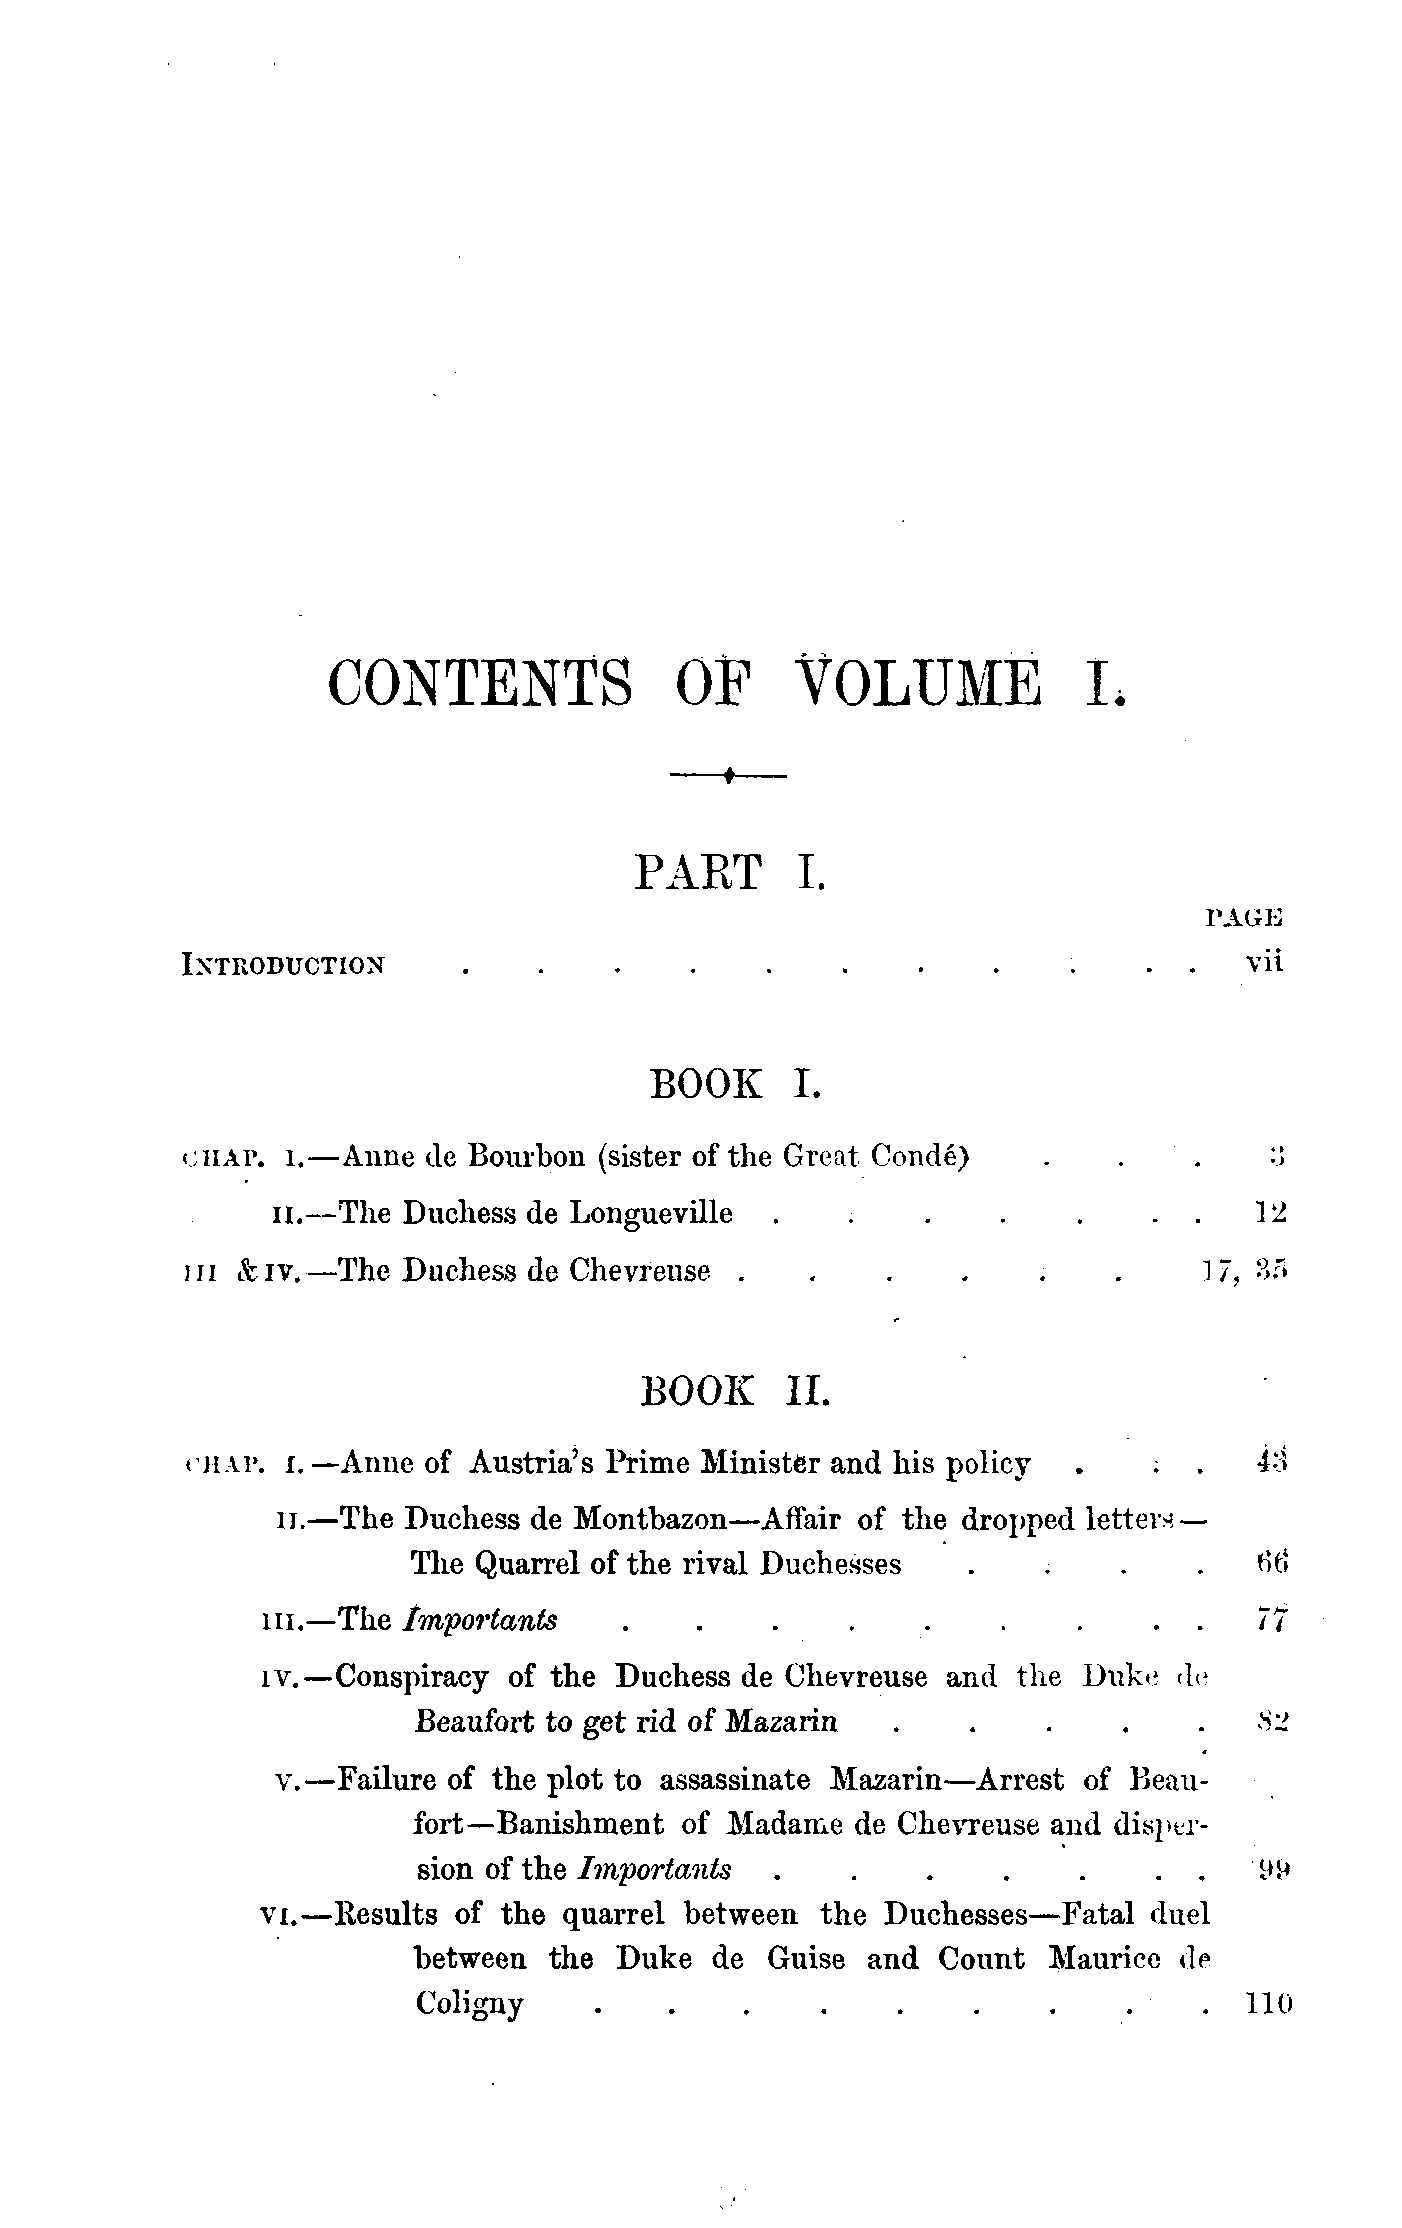 CONTENTS OF VOLUME I.
PART I.
PAGE
INTRODUCTION . . . . . . . . . . . vii
BOOK I.
CHAP. I.—Anne de Bourbon (sister of the Great Condé) . . . 3
II.—The Duchess de Longueville . . . . . . . 12
III & IV.—The Duchess de Chevreuse . . . . . . 17, 35
BOOK II.
CHAP. I.—Anne of Austria's Prime Minister and his policy . . . 43
II.—The Duchess de Montbazon—Affair of the dropped letters—
The Quarrel of the rival Duchesses . . . . 66
III.—The Importants . . . . . . . . . 77
IV.—Conspiracy of the Duchess de Chevreuse and the Duke de
Beaufort to get rid of Mazarin . . . . . 82
V.—Failure of the plot to assassinate Mazarin—Arrest of Beau-
fort—Banishment of Madame de Chevreuse and disper-
sion of the Importants . . . . . . . 99
VI.—Results of the quarrel between the Duchesses—Fatal duel
between the Duke de Guise and Count Maurice de
Coligny . . . . . . . . . 110